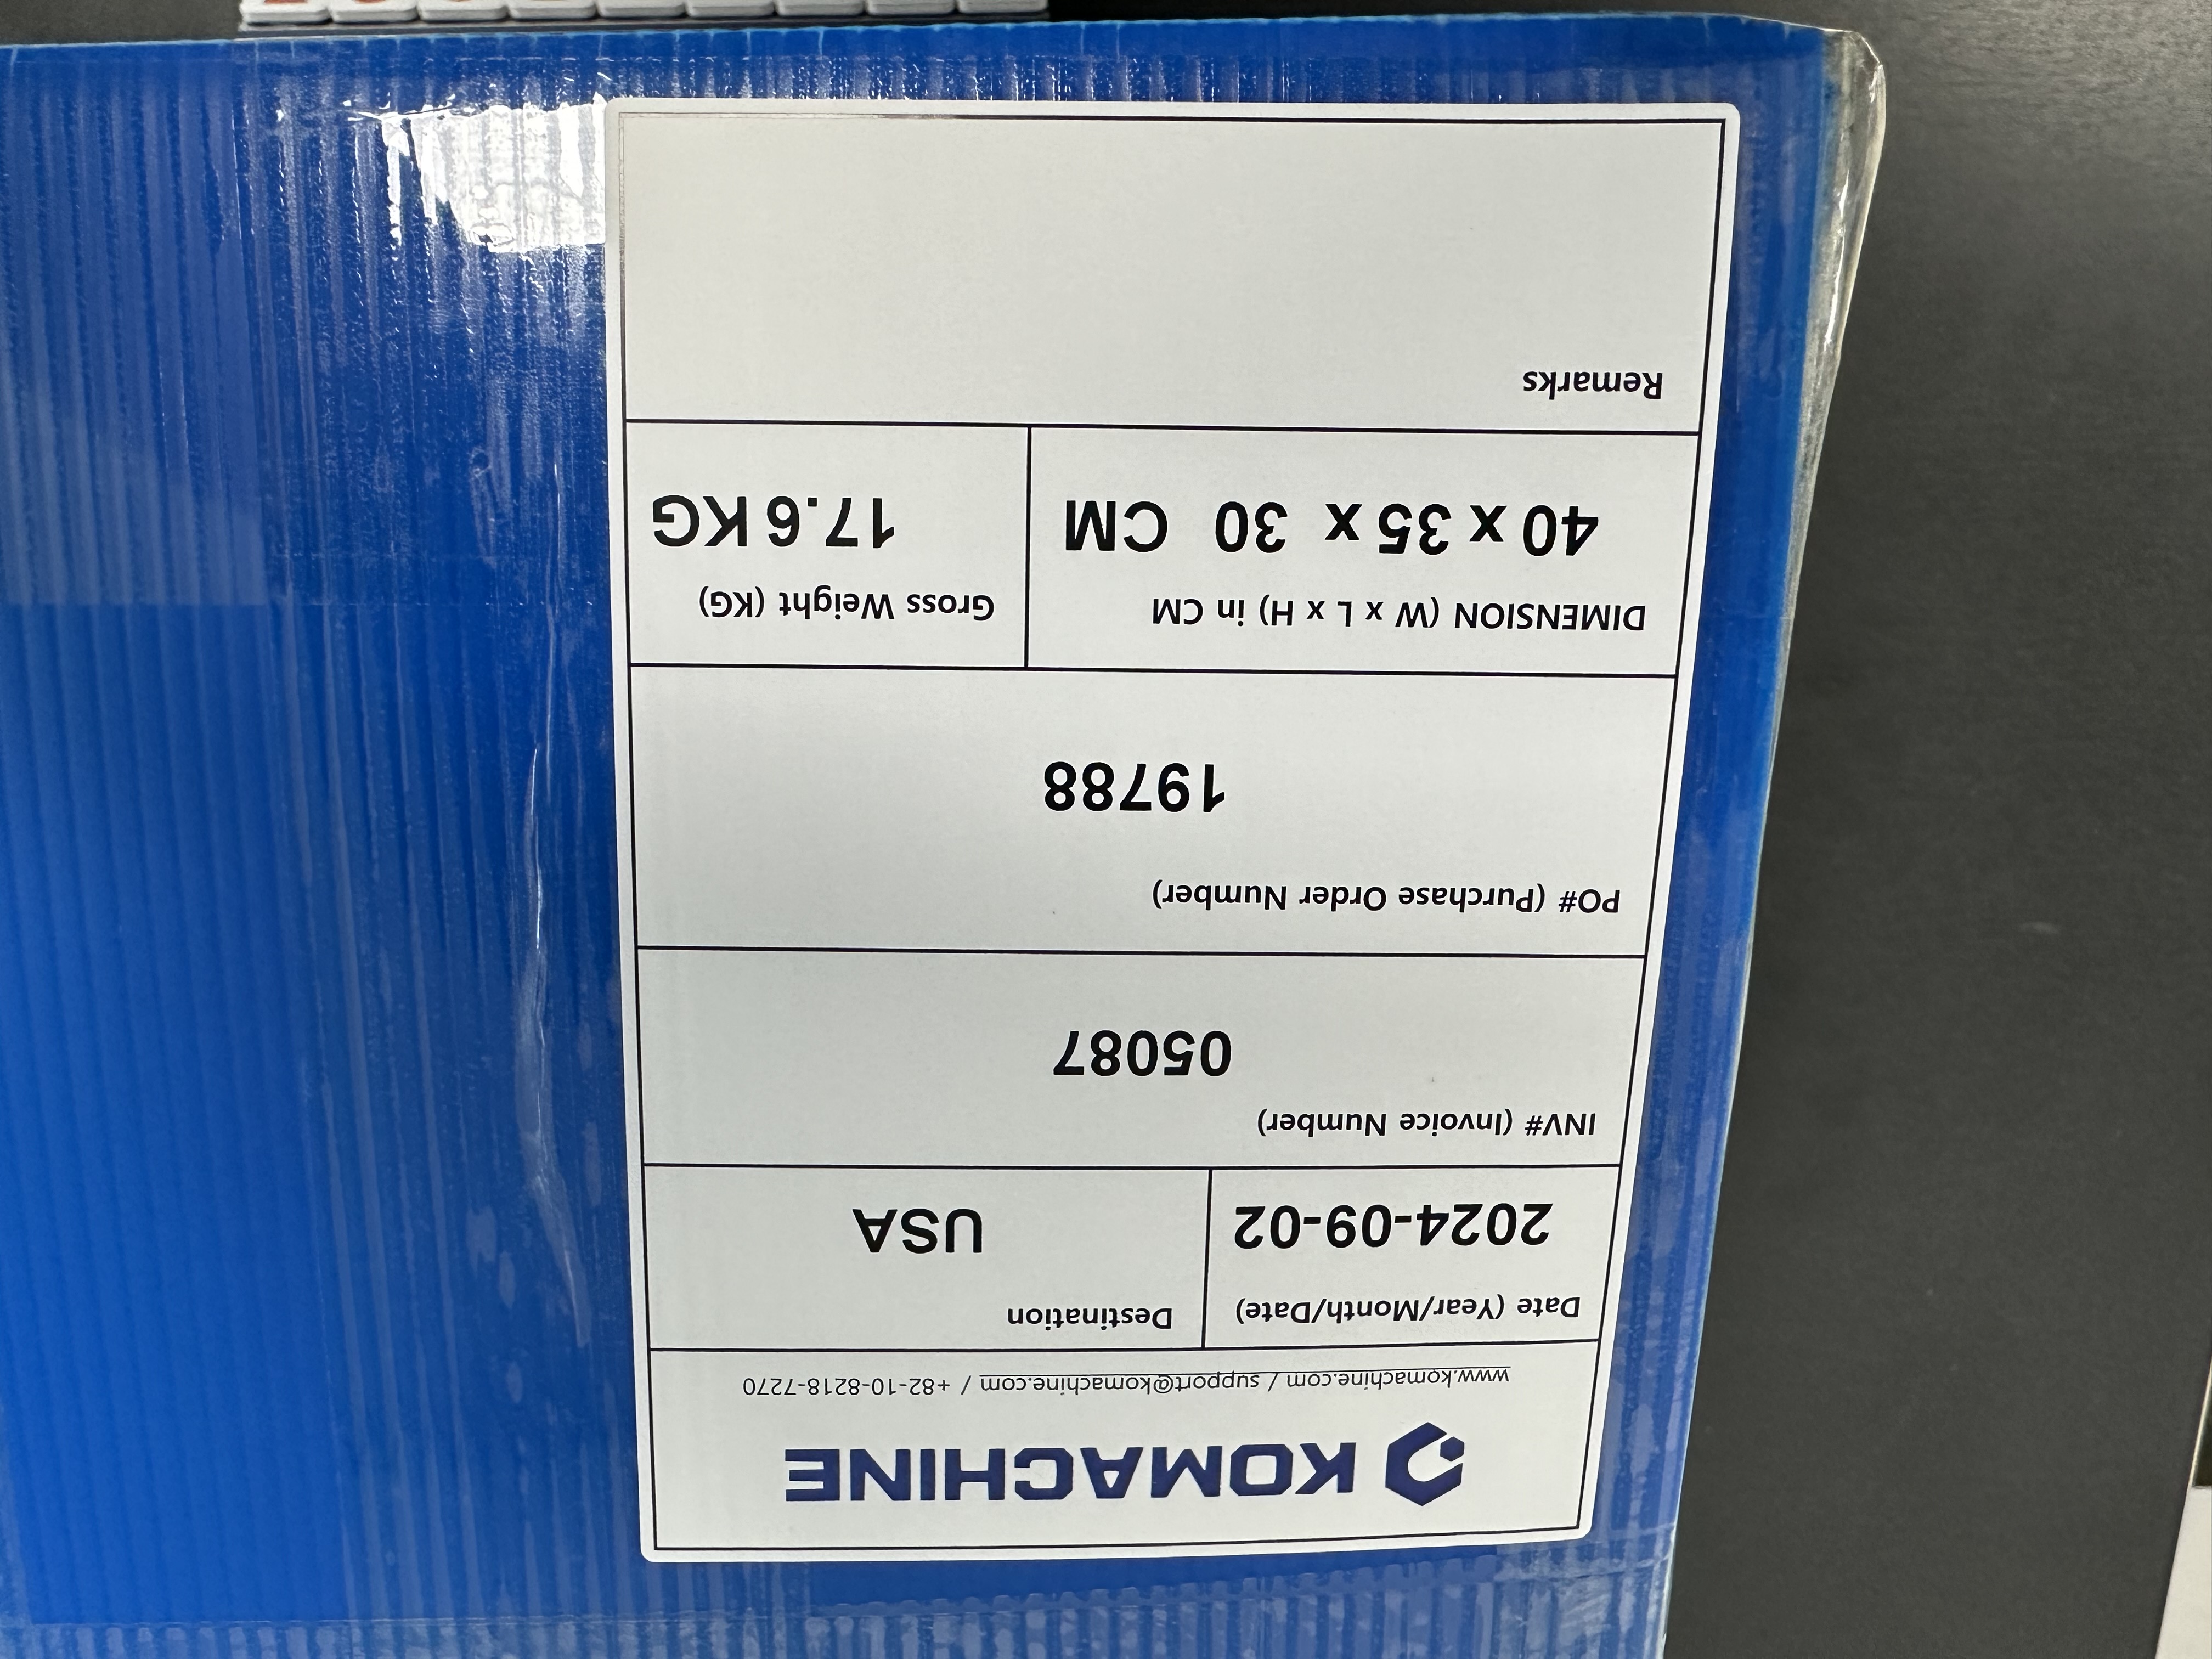 KOMACHINE
www.komachine.com / support@komachine.com / +82-10-8218-7270
Date (Year/Month/Date)
2024-09-02
Destination
USA
INV# (Invoice Number)
05087
PO# (Purchase Order Number)
19788
DIMENSION (W x L x H) in CM
40 x 35 x 30 CM
Gross Weight (KG)
17.6 KG
Remarks